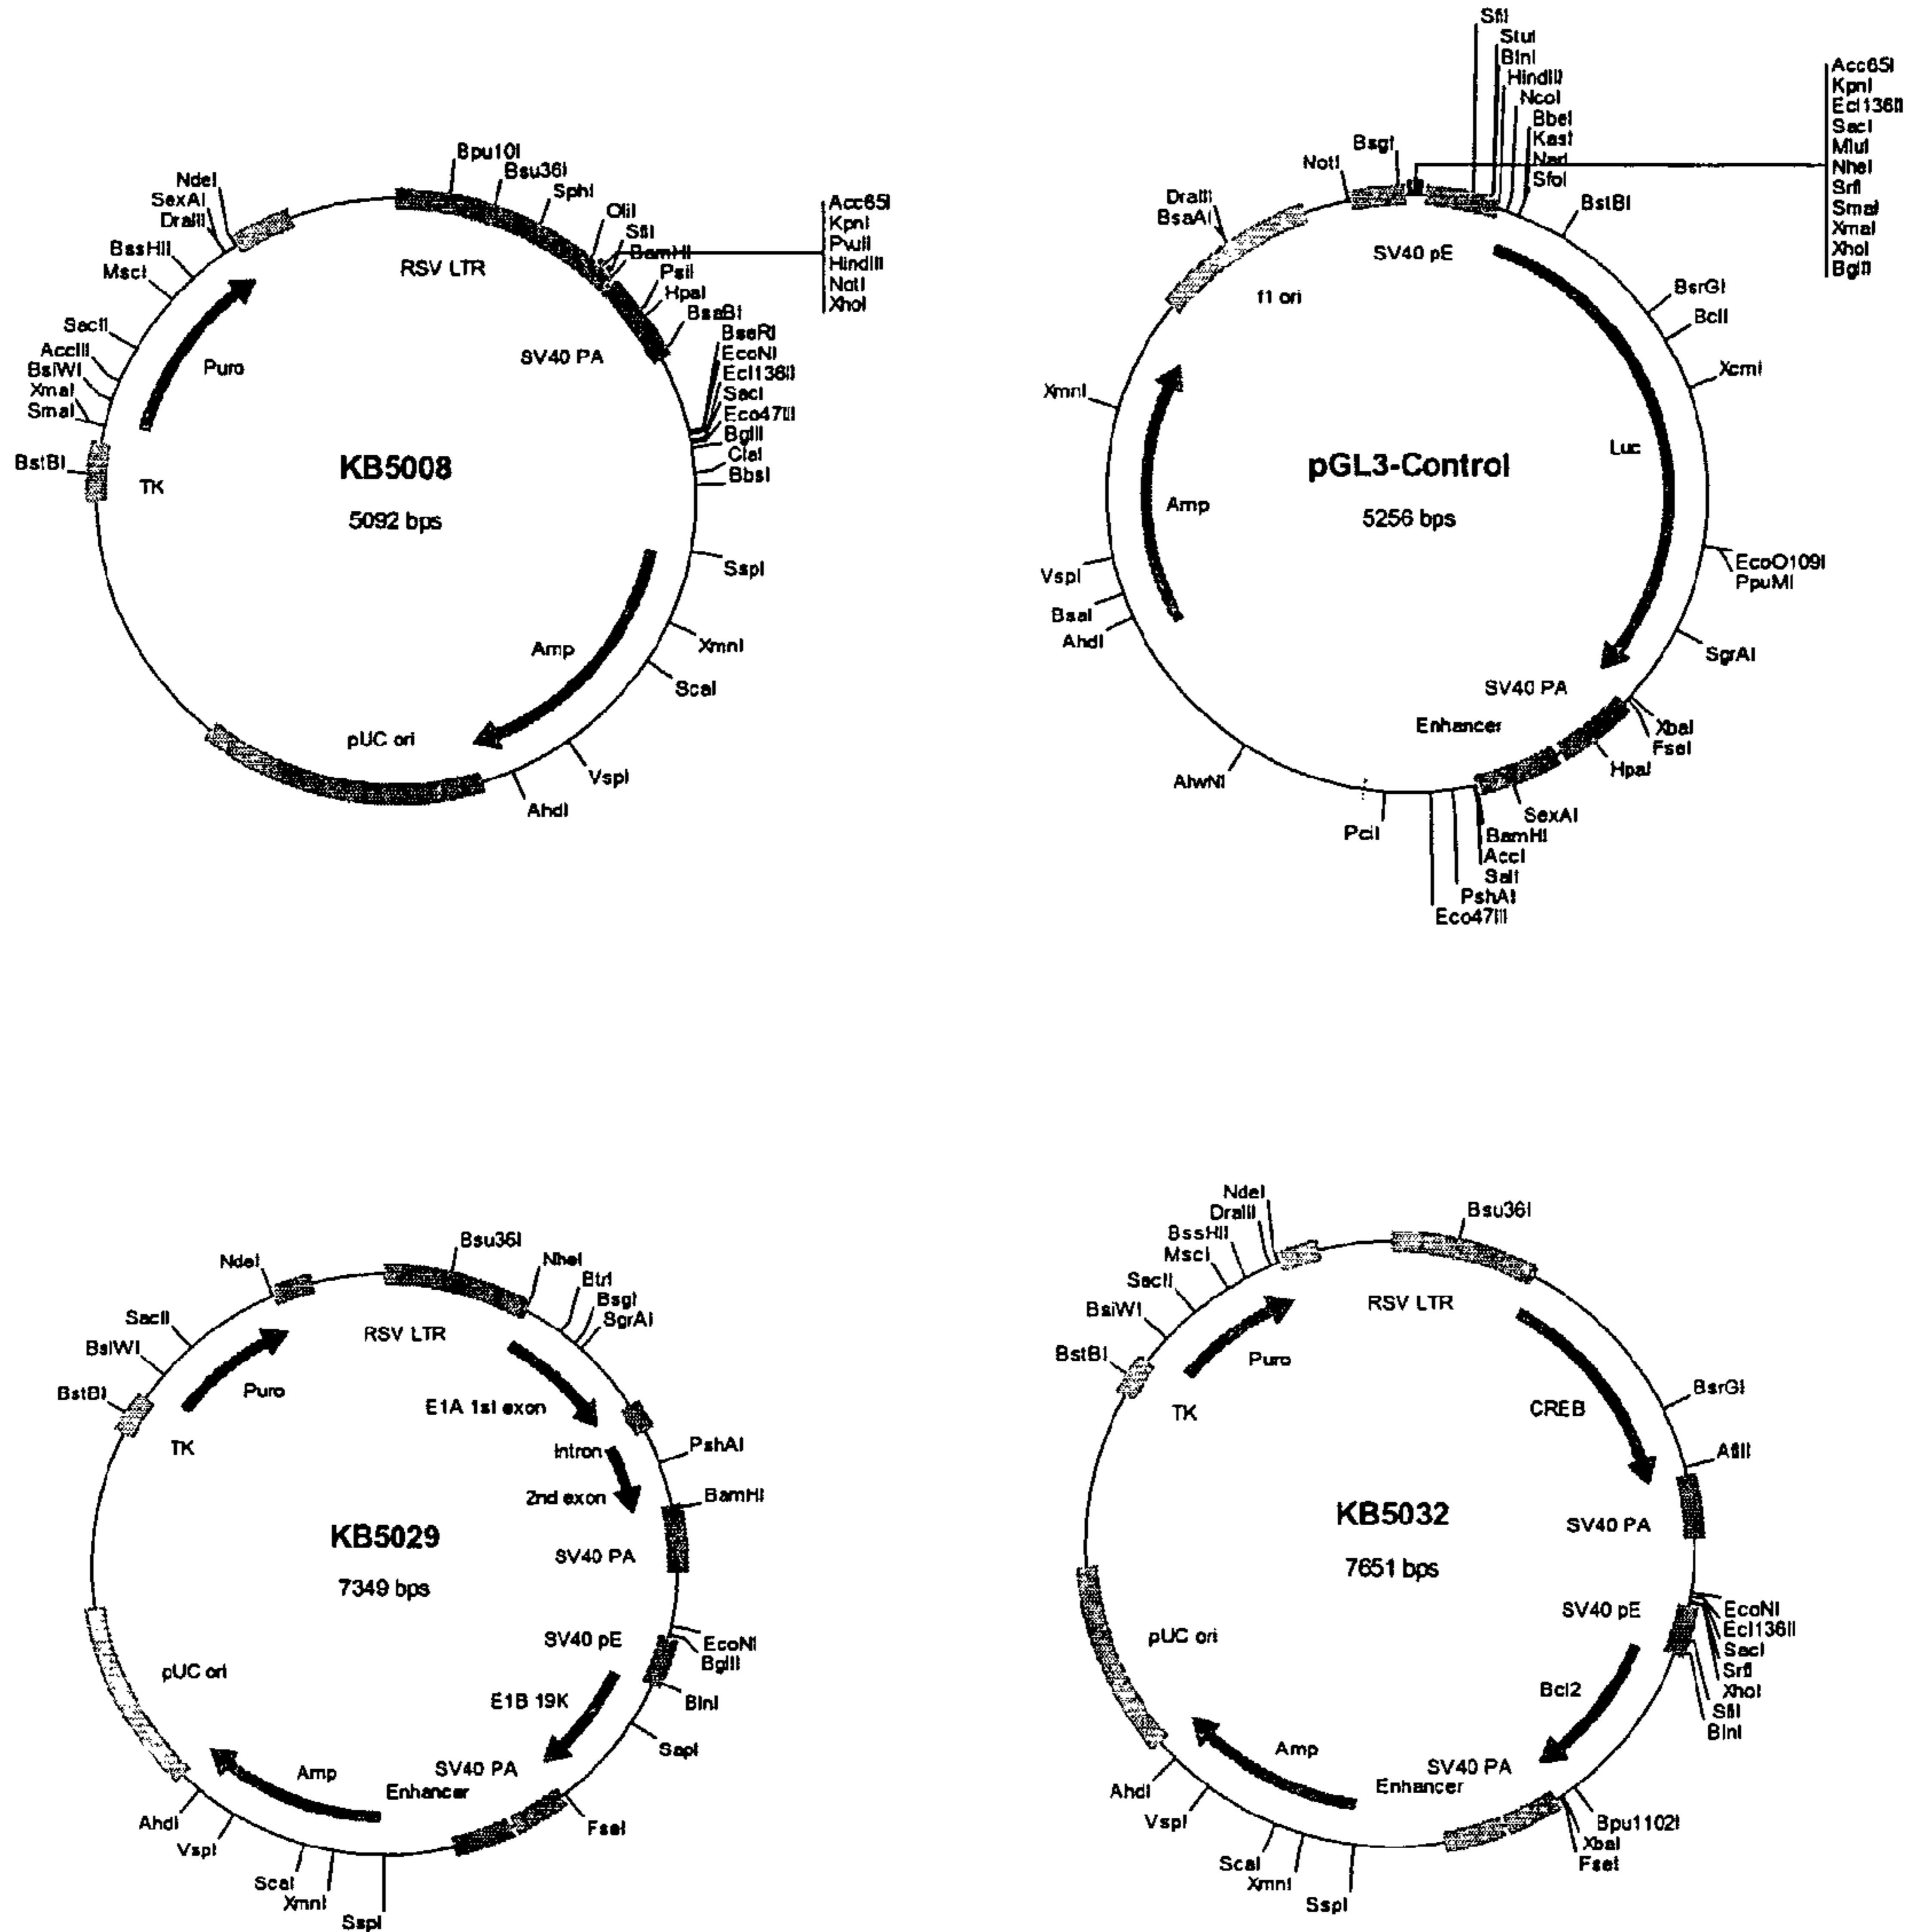 Bpu10I
Bsu36I
SphI
OliI
SfiI
BamHI
PsiI
HpaI
BsaBI
BseRI
EcoNI
Ecl136II
SacI
Eco47III
BglII
ClaI
BbsI
SspI
XmnI
ScaI
VspI
AhdI
NdeI
SexAI
DraIII
BssHII
MscI
SacII
AccIII
BsiWI
XmaI
SmaI
BstBI
Acc65I
KpnI
PvuII
HindIII
NotI
XhoI
RSV LTR
SV40 PA
Puro
TK
KB5008
5092 bps
Amp
pUC ori
SfiI
StuI
BlnI
HindIII
NcoI
BbeI
KasI
NarI
SfoI
BstBI
BsrGI
BclI
XcmI
EcoO109I
PpuMI
SgrAI
XbaI
FseI
HpaI
SexAI
BamHI
AccI
SalI
PshAI
Eco47III
PciI
AlwNI
AhdI
BsaI
VspI
XmnI
BsaAI
DraIII
NotI
BsgI
Acc65I
KpnI
Ecl136II
SacI
MluI
NheI
SrfI
SmaI
XmaI
XhoI
BglII
SV40 pE
f1 ori
Luc
pGL3-Control
5256 bps
Amp
SV40 PA
Enhancer
Bsu36I
NheI
BtrI
BsgI
SgrAI
PshAI
BamHI
EcoNI
BglII
BlnI
SapI
FseI
SspI
XmnI
ScaI
VspI
AhdI
BstBI
BsiWI
SacII
NdeI
RSV LTR
Puro
E1A 1st exon
Intron
2nd exon
TK
KB5029
7349 bps
SV40 PA
SV40 pE
E1B 19K
pUC ori
SV40 PA
Enhancer
Amp
NdeI
DraIII
BssHII
MscI
SacII
BsiWI
BstBI
Bsu36I
BsrGI
AflII
EcoNI
Ecl136II
SacI
SrfI
XhoI
SfiI
BlnI
Bpu1102I
XbaI
FseI
SspI
XmnI
ScaI
VspI
AhdI
RSV LTR
Puro
TK
CREB
KB5032
7651 bps
SV40 PA
SV40 pE
pUC ori
Bcl2
Amp
SV40 PA
Enhancer